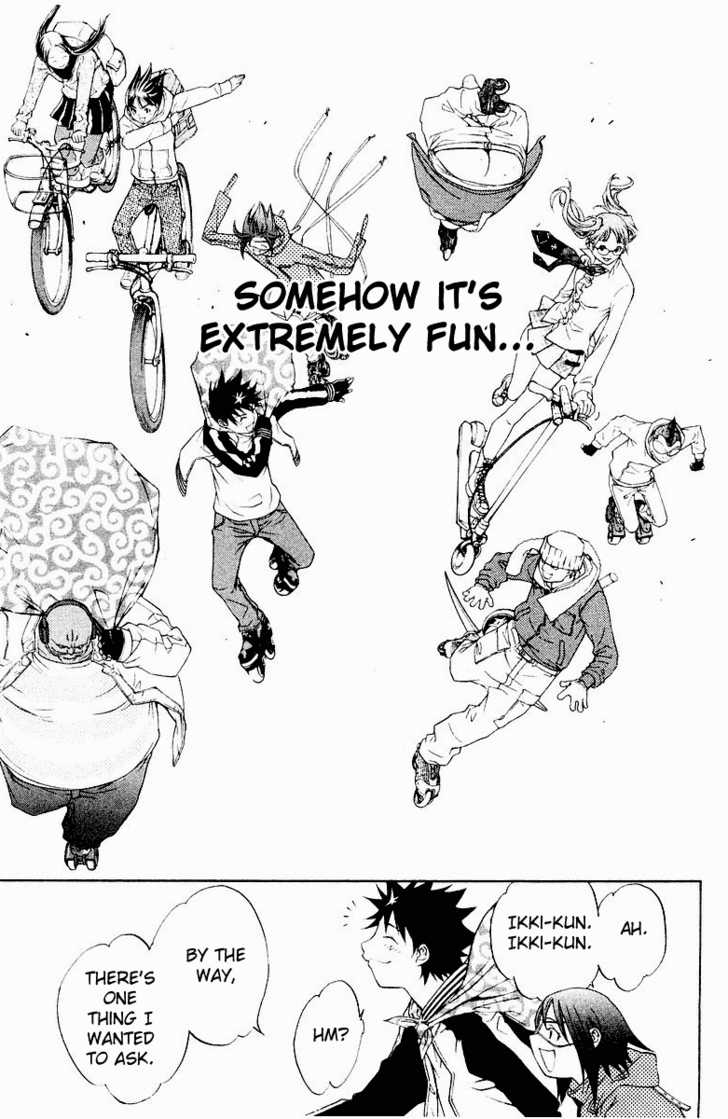 SOMEHOW IT'S
EXTREMELY FUN...
AH.
IKKI-KUN.
IKKI-KUN.
HM?
BY THE
WAY,
THERE'S
ONE
THING I
WANTED
TO ASK.